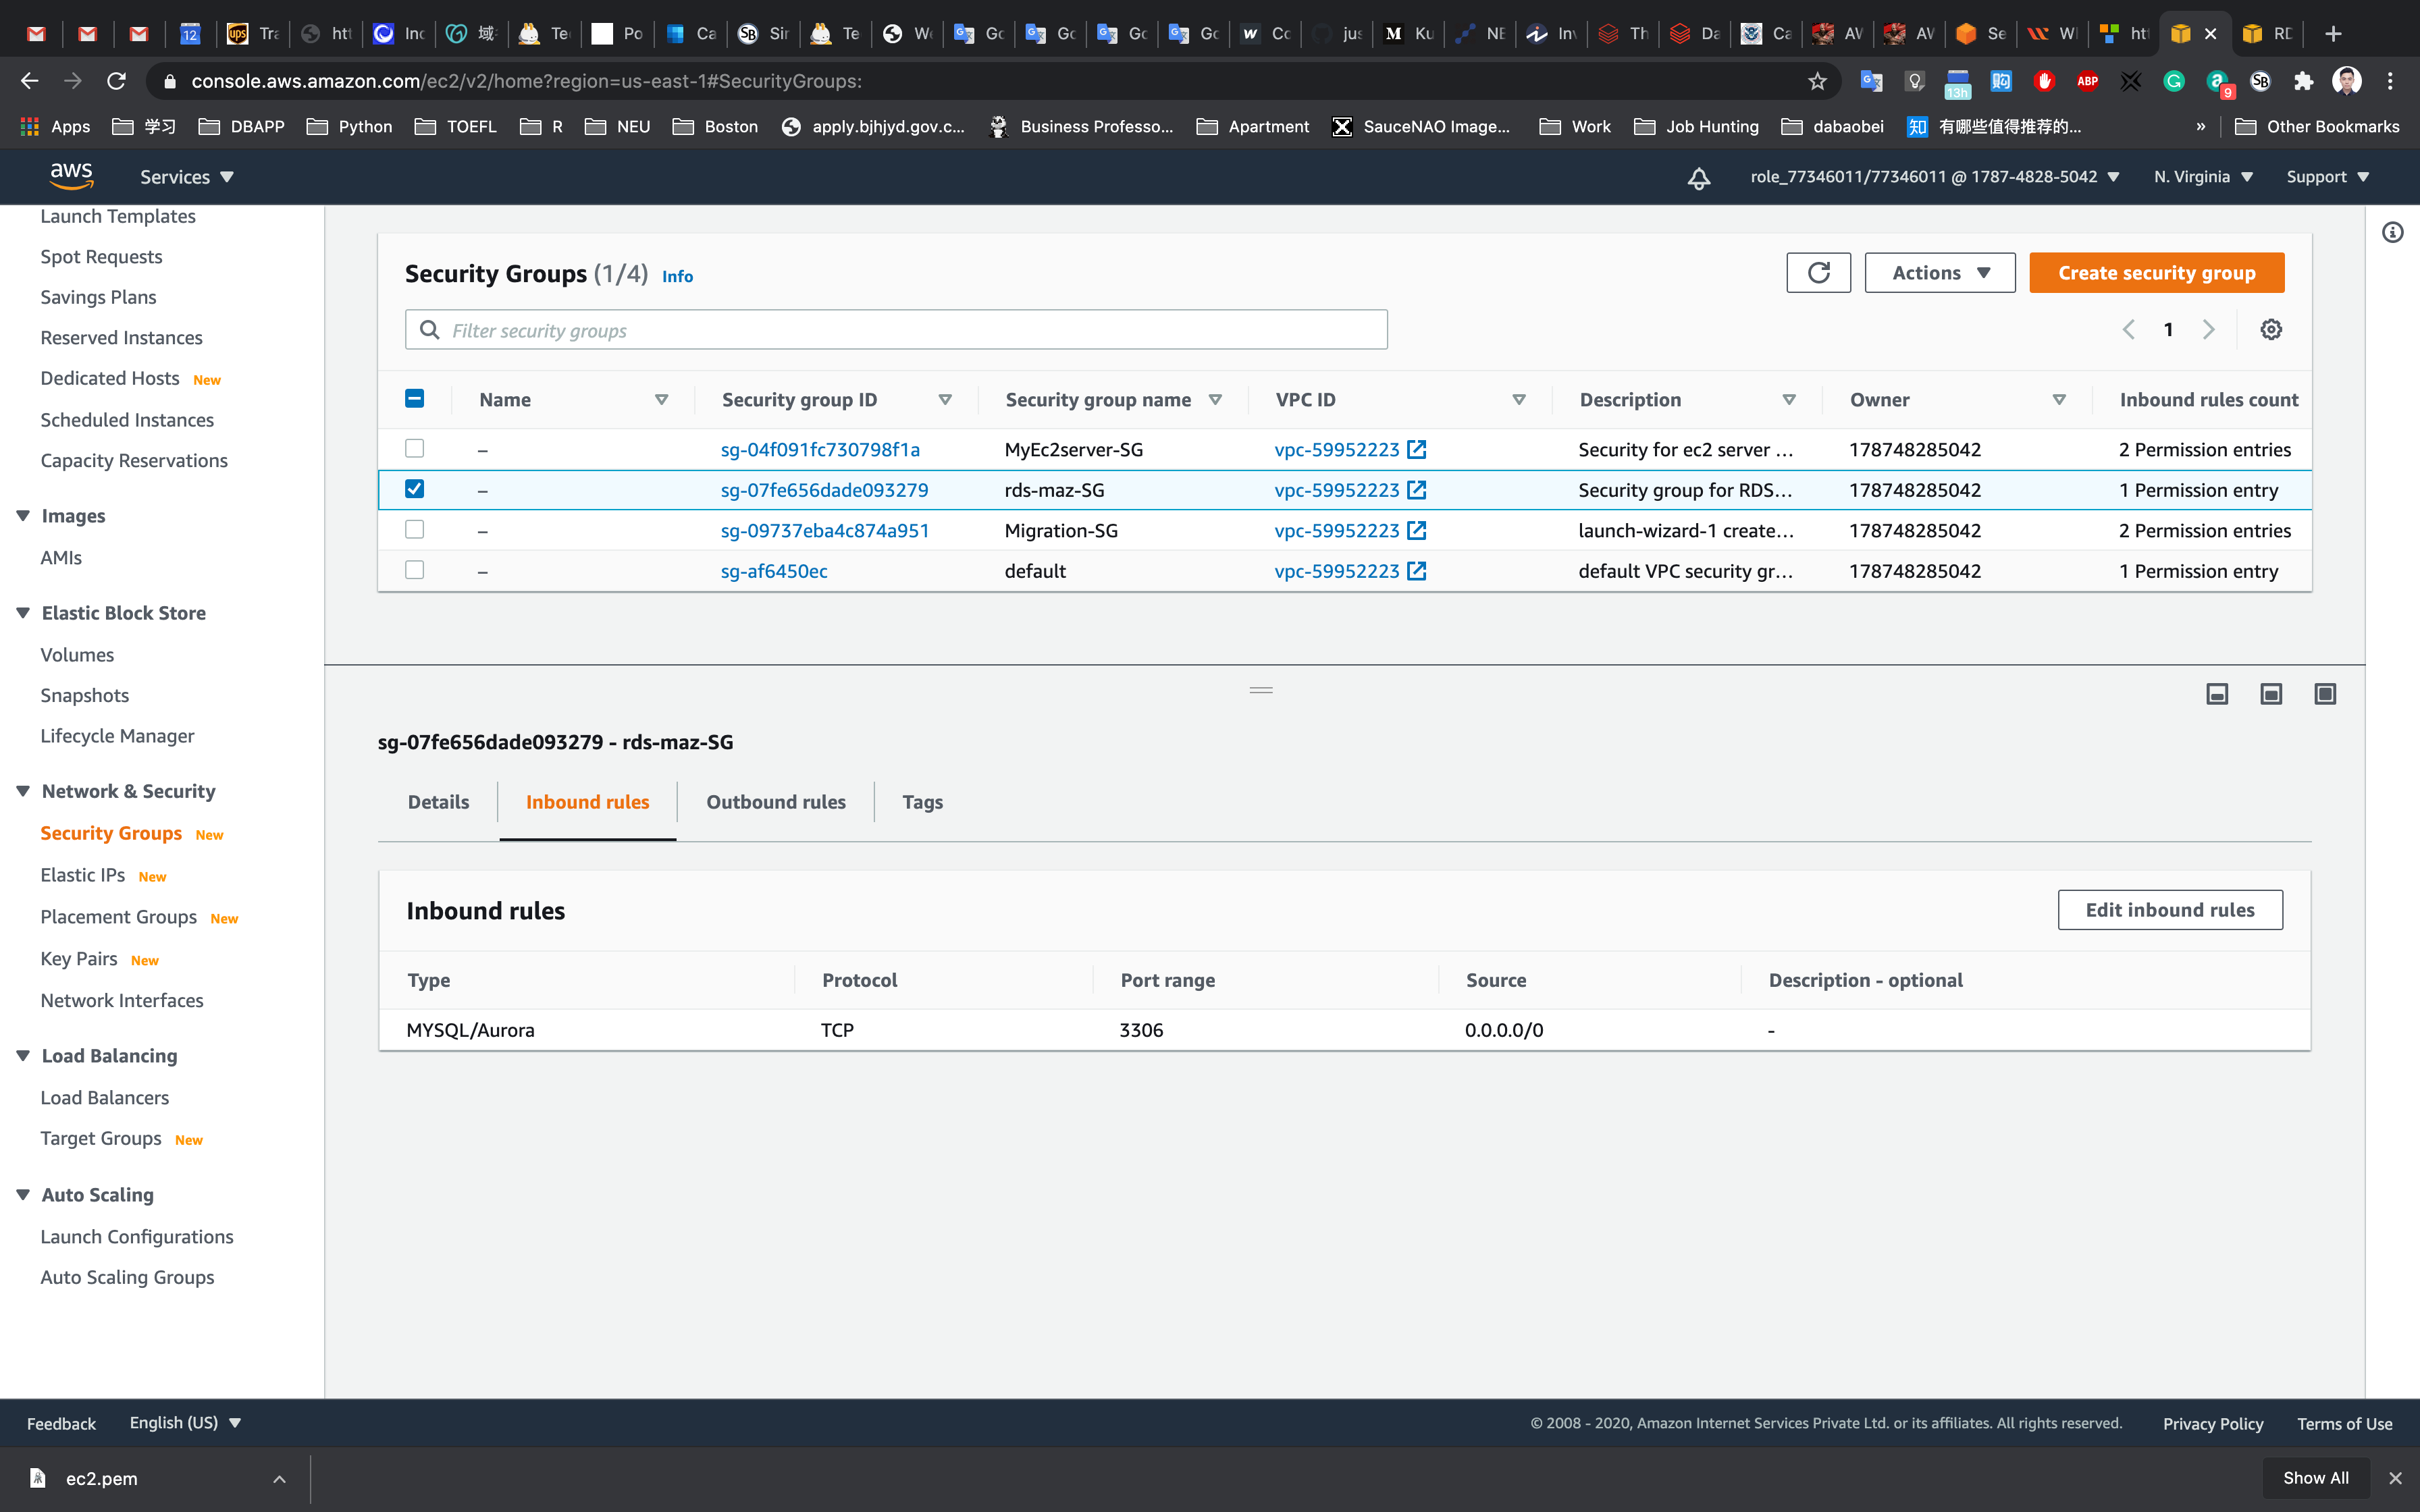 12 Tra htt Inc 域 Te Po Ca Sir Te We Go Go Go Go Co jus Ku NE Inv Th Da Ca AV AV Se WI htt RD
console.aws.amazon.com/ec2/v2/home?region=us-east-1#SecurityGroups:
13h ABP 9 SB
Apps 学习 DBAPP Python TOEFL R NEU Boston apply.bjhjyd.gov.c... Business Professo... Apartment SauceNAO Image... Work Job Hunting dabaobei 知 有哪些值得推荐的... » Other Bookmarks
aws Services role_77346011/77346011 @ 1787-4828-5042 N. Virginia Support
Launch Templates
Spot Requests
Savings Plans
Reserved Instances
Dedicated Hosts New
Scheduled Instances
Capacity Reservations
Images
AMIs
Elastic Block Store
Volumes
Snapshots
Lifecycle Manager
Network & Security
Security Groups New
Elastic IPs New
Placement Groups New
Key Pairs New
Network Interfaces
Load Balancing
Load Balancers
Target Groups New
Auto Scaling
Launch Configurations
Auto Scaling Groups
Security Groups (1/4) Info Actions Create security group
Filter security groups 1
Name Security group ID Security group name VPC ID Description Owner Inbound rules count
– sg-04f091fc730798f1a MyEc2server-SG vpc-59952223 Security for ec2 server ... 178748285042 2 Permission entries
– sg-07fe656dade093279 rds-maz-SG vpc-59952223 Security group for RDS... 178748285042 1 Permission entry
– sg-09737eba4c874a951 Migration-SG vpc-59952223 launch-wizard-1 create... 178748285042 2 Permission entries
– sg-af6450ec default vpc-59952223 default VPC security gr... 178748285042 1 Permission entry
sg-07fe656dade093279 - rds-maz-SG
Details Inbound rules Outbound rules Tags
Inbound rules Edit inbound rules
Type Protocol Port range Source Description - optional
MYSQL/Aurora TCP 3306 0.0.0.0/0 -
Feedback English (US) © 2008 - 2020, Amazon Internet Services Private Ltd. or its affiliates. All rights reserved. Privacy Policy Terms of Use
ec2.pem Show All